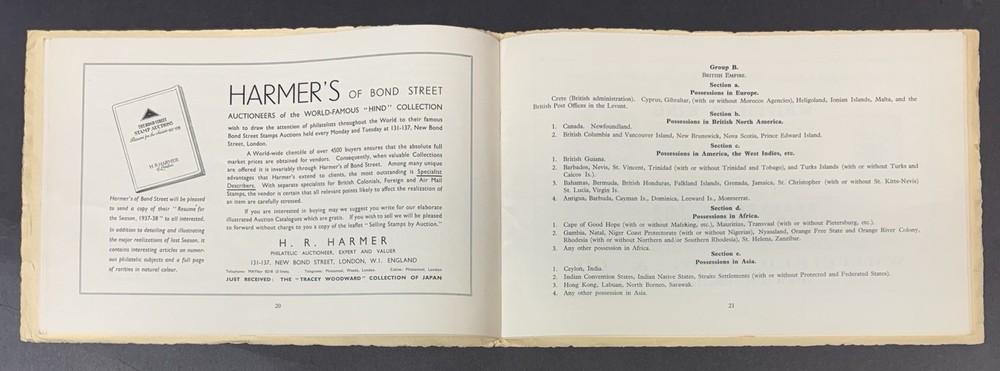 THE BOND STREET
STAMP AUCTIONS
Resume for the Season 1937-38
H. R. HARMER
Harmer's of Bond Street will be pleased
to send a copy of their "Resume for
the Season, 1937-38" to all interested.
In addition to detailing and illustrating
the major realizations of last Season, it
contains interesting articles on numer-
ous philatelic subjects and a full page
of rarities in natural colour.
HARMER'S OF BOND STREET
AUCTIONEERS of the WORLD-FAMOUS "HIND" COLLECTION
wish to draw the attention of philatelists throughout the World to their famous
Bond Street Stamps Auctions held every Monday and Tuesday at 131-137, New Bond
Street, London.
A World-wide clientele of over 4500 buyers ensures that the absolute full
market prices are obtained for vendors. Consequently, when valuable Collections
are offered it is invariably through Harmer's of Bond Street. Among many unique
advantages that Harmer's extend to clients, the most outstanding is Specialist
Describers. With separate specialists for British Colonials, Foreign and Air Mail
Stamps, the vendor is certain that all relevant points likely to affect the realization of
an item are carefully stressed.
If you are interested in buying may we suggest you write for our elaborate
illustrated Auction Catalogues which are gratis. If you wish to sell we will be pleased
to forward without charge to you a copy of the leaflet "Selling Stamps by Auction."
H. R. HARMER
PHILATELIC AUCTIONEER, EXPERT AND VALUER
131-137, NEW BOND STREET, LONDON, W.1. ENGLAND
Telephone: MAYfair 0218 (3 lines). Telegrams: Phistamsel, Wesdo, London. Cables: Phistamsel, London
JUST RECEIVED: THE "TRACEY WOODWARD" COLLECTION OF JAPAN
20
Group B.
BRITISH EMPIRE.
Section a.
Possessions in Europe.
Crete (British administration). Cyprus, Gibraltar, (with or without Morocco Agencies), Heligoland, Ionian Islands, Malta, and the
British Post Offices in the Levant.
Section b.
Possessions in British North America.
1. Canada. Newfoundland.
2. British Columbia and Vancouver Island, New Brunswick, Nova Scotia, Prince Edward Island.
Section c.
Possessions in America, the West Indies, etc.
1. British Guiana.
2. Barbados, Nevis, St. Vincent, Trinidad (with or without Trinidad and Tobago), and Turks Islands (with or without Turks and
Caicos Is.).
3. Bahamas, Bermuda, British Honduras, Falkland Islands, Grenada, Jamaica, St. Christopher (with or without St. Kitts-Nevis)
St. Lucia, Virgin Is.
4. Antigua, Barbuda, Cayman Is., Dominica, Leeward Is., Montserrat.
Section d.
Possessions in Africa.
1. Cape of Good Hope (with or without Mafeking, etc.), Mauritius, Transvaal (with or without Pietersburg, etc.).
2. Gambia, Natal, Niger Coast Protectorate (with or without Nigerias), Nyasaland, Orange Free State and Orange River Colony,
Rhodesia (with or without Northern and/or Southern Rhodesia), St. Helena, Zanzibar.
3. Any other possession in Africa.
Section e.
Possessions in Asia.
1. Ceylon, India.
2. Indian Convention States, Indian Native States, Straits Settlements (with or without Protected and Federated States).
3. Hong Kong, Labuan, North Borneo, Sarawak.
4. Any other possession in Asia.
21